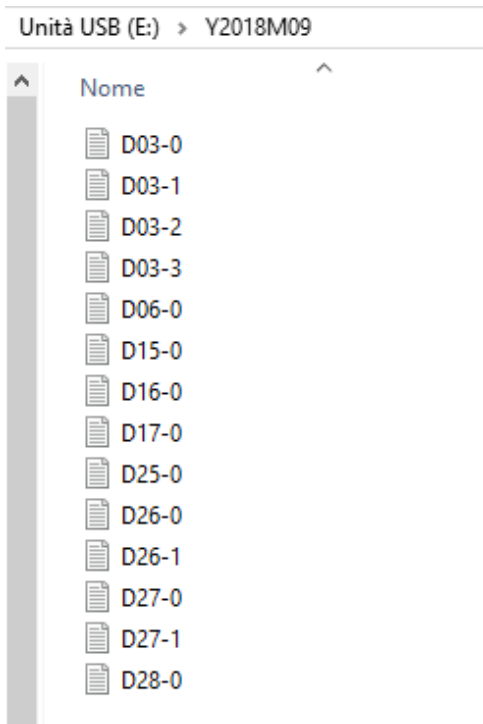 Unità USB (E:) > Y2018M09
Nome
D03-0
D03-1
D03-2
D03-3
D06-0
D15-0
D16-0
D17-0
D25-0
D26-0
D26-1
D27-0
D27-1
D28-0